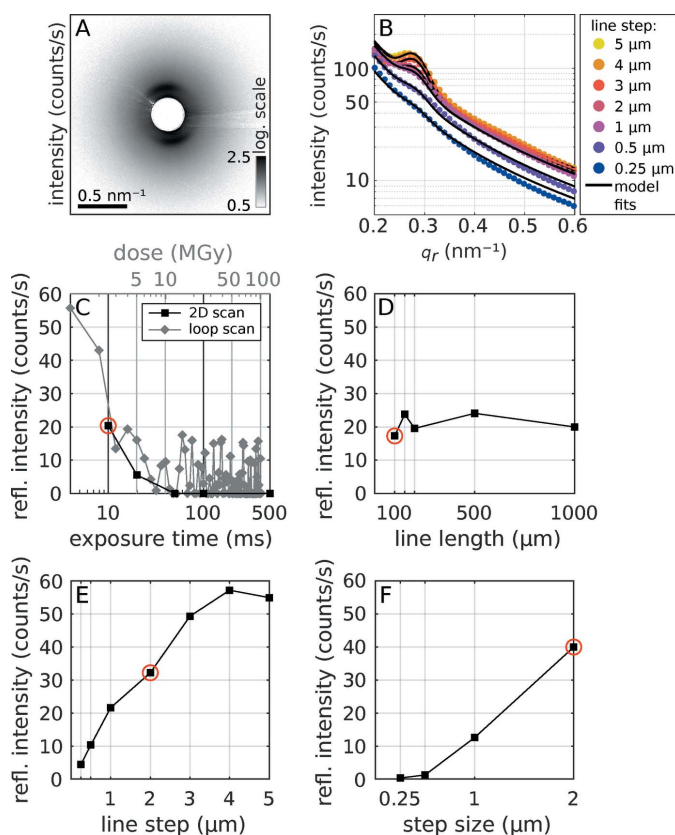 A
intensity (counts/s)
log. scale
2.5
0.5
0.5 nm⁻¹
B
intensity (counts/s)
100
50
10
0.2 0.3 0.4 0.5 0.6
qr (nm⁻¹)
line step:
5 µm
4 µm
3 µm
2 µm
1 µm
0.5 µm
0.25 µm
model
fits
dose (MGy)
5 10 50 100
C
2D scan
loop scan
refl. intensity (counts/s)
60
50
40
30
20
10
0
10 100 500
exposure time (ms)
D
refl. intensity (counts/s)
60
50
40
30
20
10
0
100 500 1000
line length (µm)
E
refl. intensity (counts/s)
60
50
40
30
20
10
0
1 2 3 4 5
line step (µm)
F
refl. intensity (counts/s)
60
50
40
30
20
10
0
0.25 1 2
step size (µm)